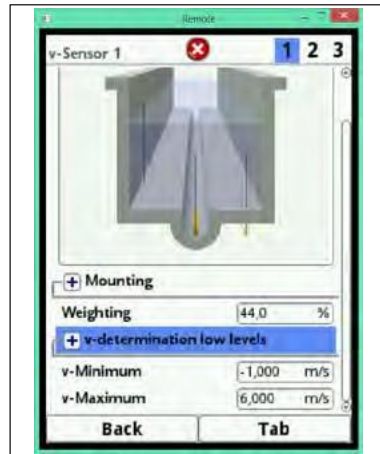 Remote
v-Sensor 1 1 2 3
Mounting
Weighting 44,0 %
v-determination low levels
v-Minimum -1,000 m/s
v-Maximum 6,000 m/s
Back Tab